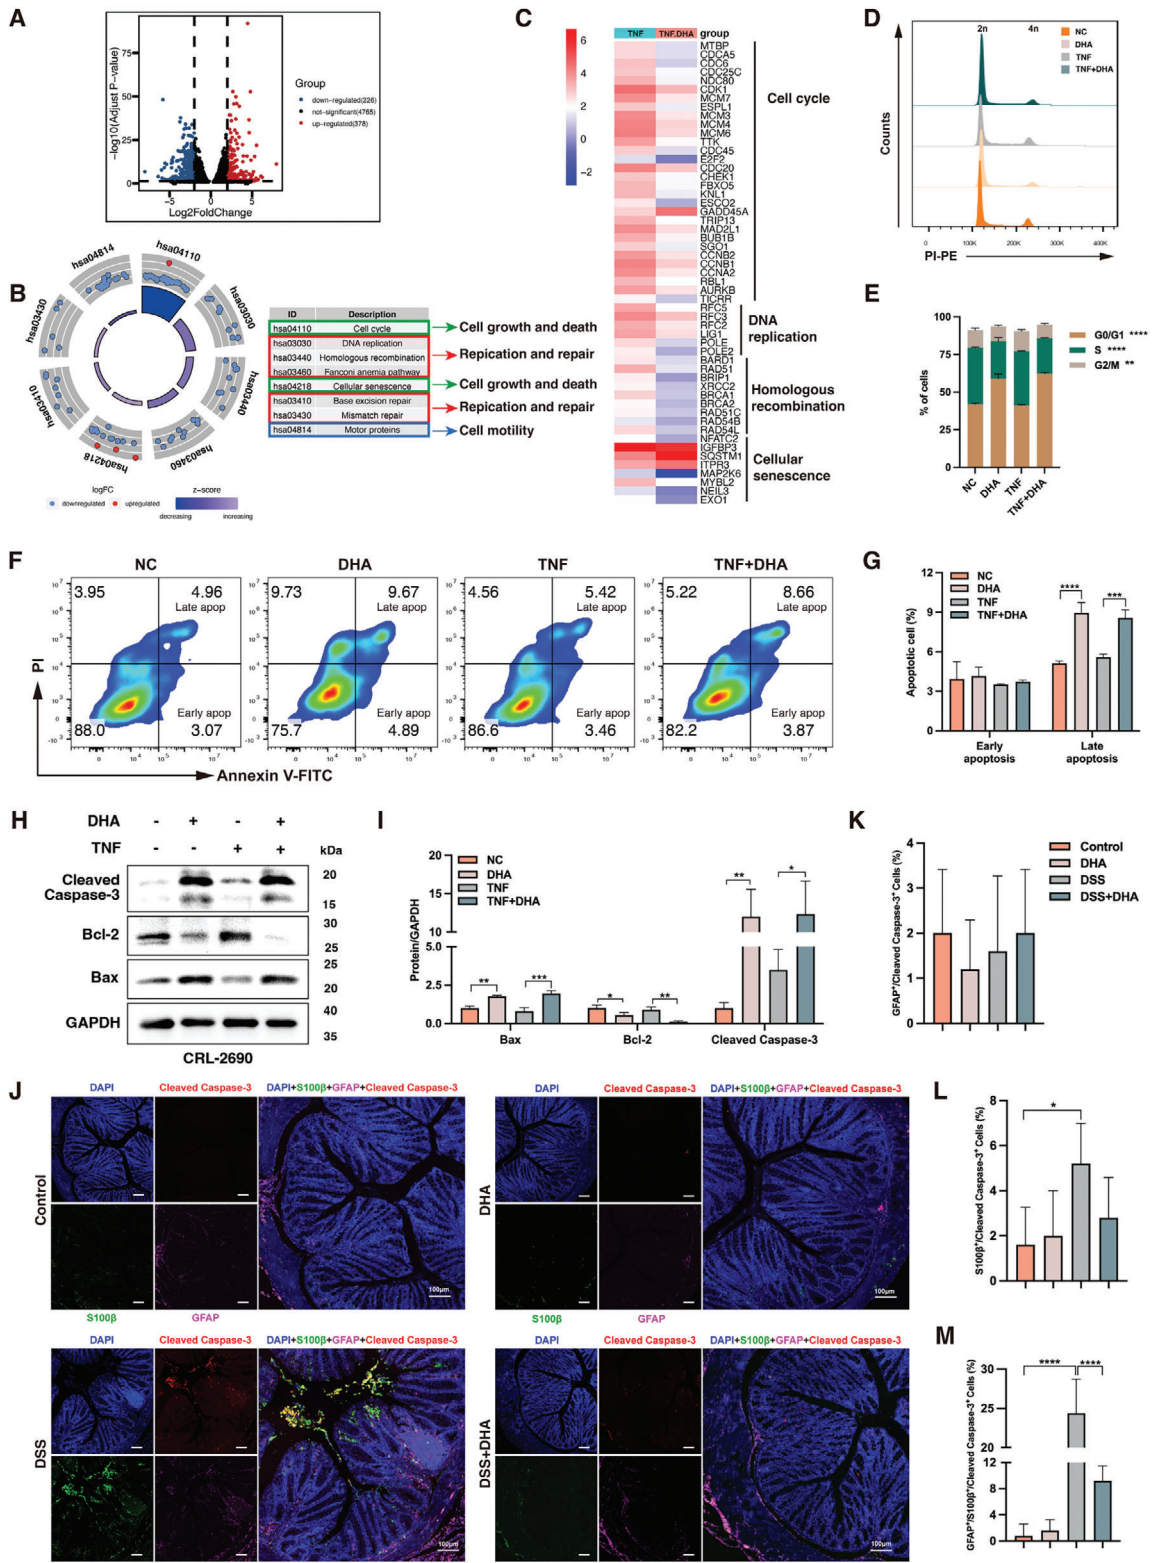 A
−log10(Adjust P−value)
75
50
25
0
−5
0
5
Log2FoldChange
Group
down−regulated(226)
not−significant(4765)
up−regulated(378)
B
hsa04110
hsa03030
hsa03440
hsa03460
hsa04218
hsa03410
hsa03430
hsa04814
logFC
downregulated
upregulated
z-score
decreasing
increasing
ID Description
hsa04110 Cell cycle
hsa03030 DNA replication
hsa03440 Homologous recombination
hsa03460 Fanconi anemia pathway
hsa04218 Cellular senescence
hsa03410 Base excision repair
hsa03430 Mismatch repair
hsa04814 Motor proteins
Cell growth and death
Repication and repair
Cell growth and death
Repication and repair
Cell motility
C
6
4
2
0
−2
TNF TNF.DHA group
MTBP
CDCA5
CDC6
CDC25C
NDC80
CDK1
MCM7
ESPL1
MCM3
MCM4
MCM6
TTK
CDC45
E2F2
CDC20
CHEK1
FBXO5
KNL1
ESCO2
GADD45A
TRIP13
MAD2L1
BUB1B
SGO1
CCNB2
CCNB1
CCNA2
RBL1
AURKB
TICRR
RFC5
RFC3
RFC2
LIG1
POLE
POLE2
BARD1
RAD51
BRIP1
XRCC2
BRCA1
BRCA2
RAD51C
RAD54B
RAD54L
NFATC2
IGFBP3
SQSTM1
ITPR3
MAP2K6
MYBL2
NEIL3
EXO1
Cell cycle
DNA
replication
Homologous
recombination
Cellular
senescence
D
Counts
2n 4n
NC
DHA
TNF
TNF+DHA
0 100K 200K 300K 400K
PI-PE
E
% of cells
100
75
50
25
0
NC
DHA
TNF
TNF+DHA
G0/G1 ****
S ****
G2/M **
F
NC
DHA
TNF
TNF+DHA
3.95 4.96
Late apop
Early apop
88.0 3.07
9.73 9.67
Late apop
Early apop
75.7 4.89
4.56 5.42
Late apop
Early apop
86.6 3.46
5.22 8.66
Late apop
Early apop
82.2 3.87
PI
Annexin V-FITC
G
Apoptotic cell (%)
12
9
6
3
0
NC
DHA
TNF
TNF+DHA
****
***
Early
apoptosis
Late
apoptosis
H
DHA - + - +
TNF - - + +
kDa
Cleaved
Caspase-3
20
15
Bcl-2
30
25
Bax
25
20
GAPDH
40
35
CRL-2690
I
Protein/GAPDH
20
15
10
5.0
2.5
0.0
NC
DHA
TNF
TNF+DHA
** ***
* **
** *
Bax
Bcl-2
Cleaved Caspase-3
K
GFAP+/Cleaved Caspase-3+ Cells (%)
4
3
2
1
0
Control
DHA
DSS
DSS+DHA
J
DAPI Cleaved Caspase-3 DAPI+S100β+GFAP+Cleaved Caspase-3
Control
S100β GFAP
100μm
DAPI Cleaved Caspase-3 DAPI+S100β+GFAP+Cleaved Caspase-3
DHA
S100β GFAP
100μm
DAPI Cleaved Caspase-3 DAPI+S100β+GFAP+Cleaved Caspase-3
DSS
100μm
DAPI Cleaved Caspase-3 DAPI+S100β+GFAP+Cleaved Caspase-3
DSS+DHA
100μm
L
S100β+/Cleaved Caspase-3+ Cells (%)
8
6
4
2
0
*
M
GFAP+/S100β+/Cleaved Caspase-3+ Cells (%)
30
25
20
12
8
4
0
**** ****